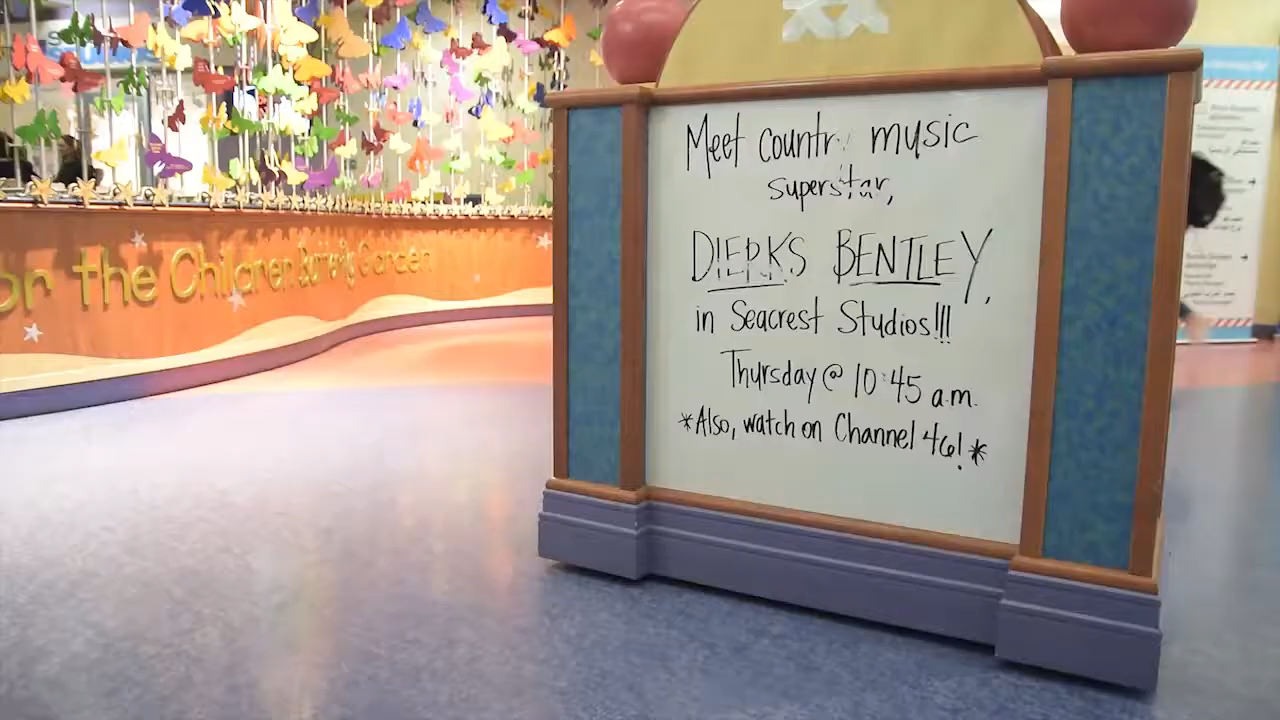 or the Children Butterfly Garden
Meet country music
superstar,
DIERKS BENTLEY,
in Seacrest Studios!!!
Thursday @ 10:45 a.m.
*Also, watch on Channel 46!*